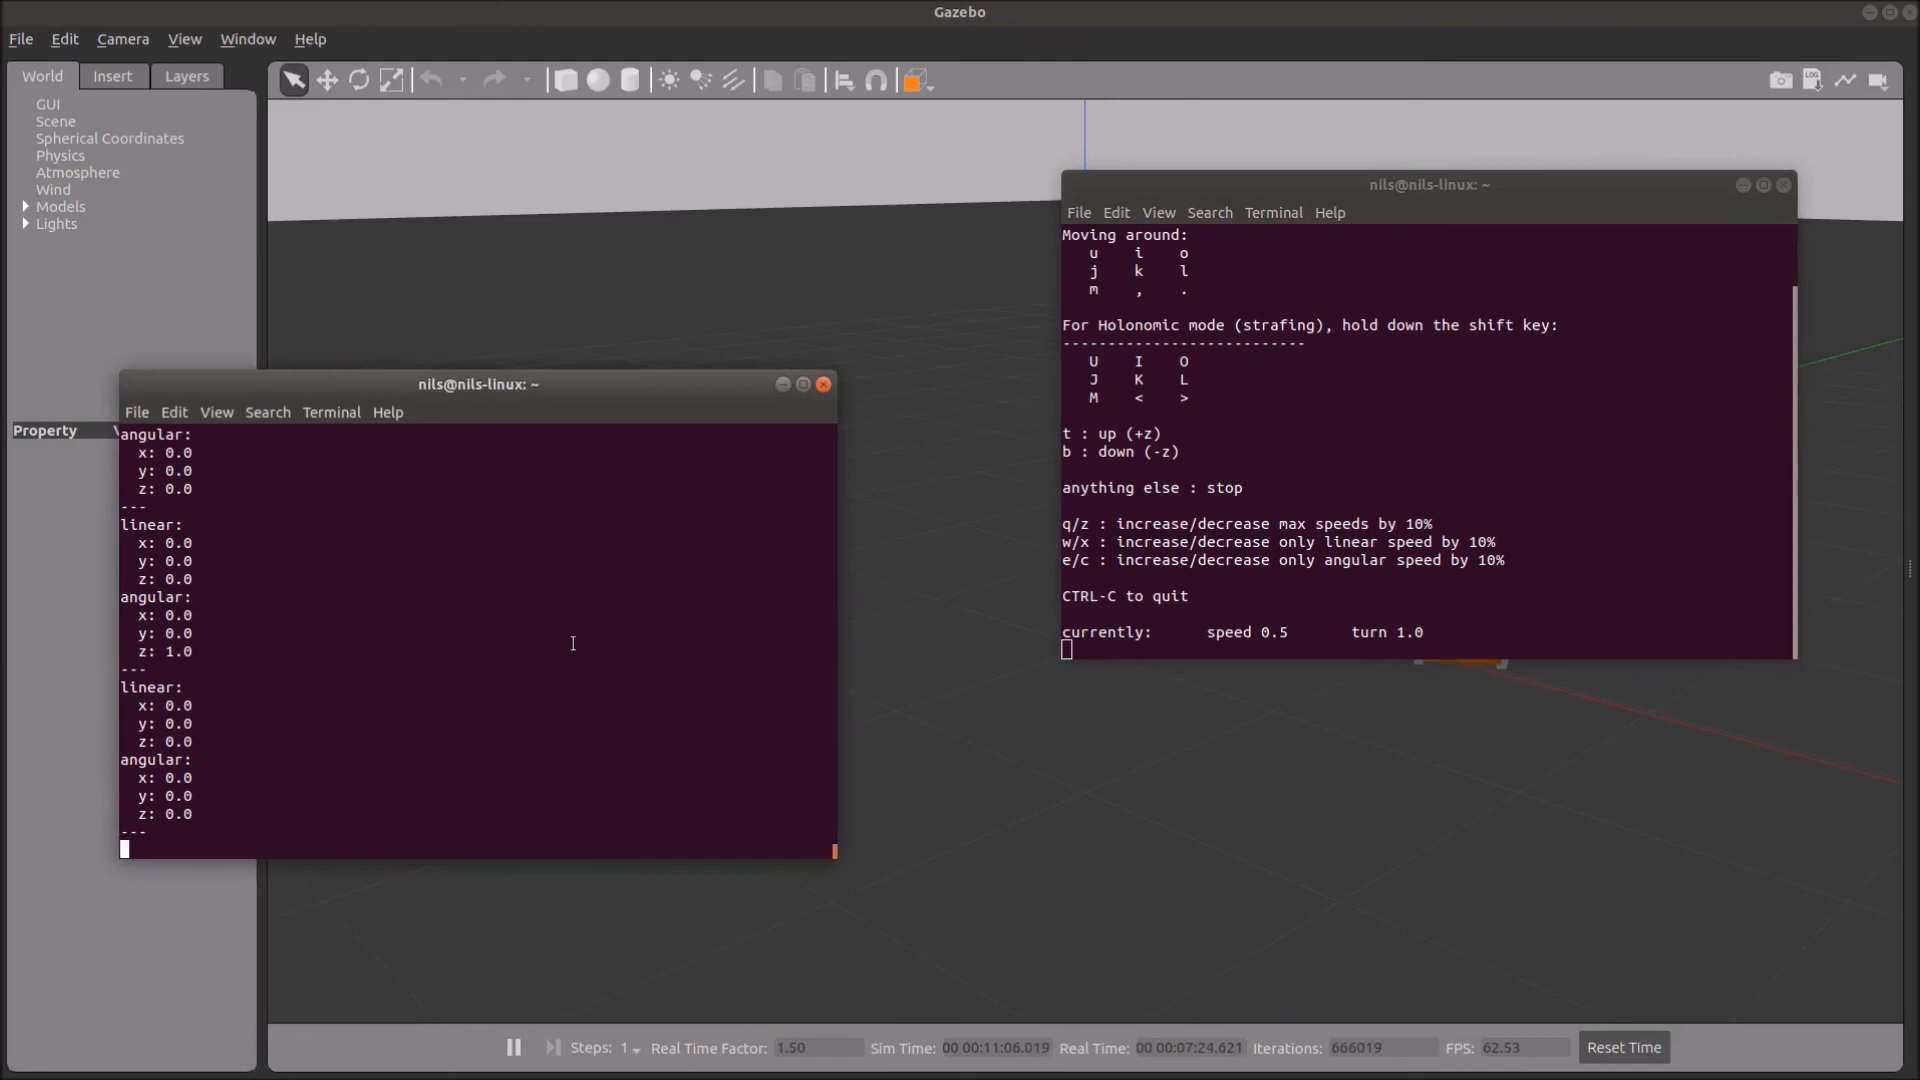 Gazebo
File Edit Camera View Window Help
World Insert Layers
GUI
Scene
Spherical Coordinates
Physics
Atmosphere
Wind
Models
Lights
Property
LOG
nils@nils-linux: ~
File Edit View Search Terminal Help
angular:
x: 0.0
y: 0.0
z: 0.0
---
linear:
x: 0.0
y: 0.0
z: 0.0
angular:
x: 0.0
y: 0.0
z: 1.0
---
linear:
x: 0.0
y: 0.0
z: 0.0
angular:
x: 0.0
y: 0.0
z: 0.0
---
nils@nils-linux: ~
File Edit View Search Terminal Help
Moving around:
u i o
j k l
m , .
For Holonomic mode (strafing), hold down the shift key:
---------------------------
U I O
J K L
M < >
t : up (+z)
b : down (-z)
anything else : stop
q/z : increase/decrease max speeds by 10%
w/x : increase/decrease only linear speed by 10%
e/c : increase/decrease only angular speed by 10%
CTRL-C to quit
currently: speed 0.5 turn 1.0
Steps: 1 Real Time Factor: 1.50 Sim Time: 00 00:11:06.019 Real Time: 00 00:07:24.621 Iterations: 666019 FPS: 62.53 Reset Time